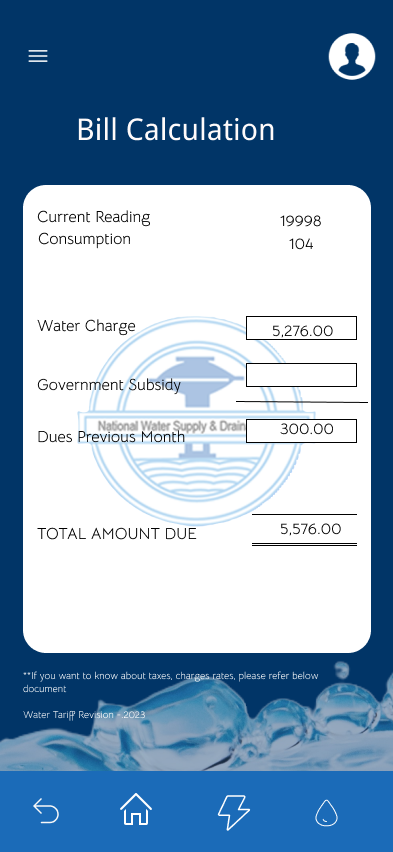 Bill Calculation
Current Reading 19998
Consumption 104
Water Charge 5,276.00
Government Subsidy
National Water Supply & Drain
Dues Previous Month 300.00
TOTAL AMOUNT DUE 5,576.00
**If you want to know about taxes, charges rates, please refer below
document
Water Tariff Revision - 2023